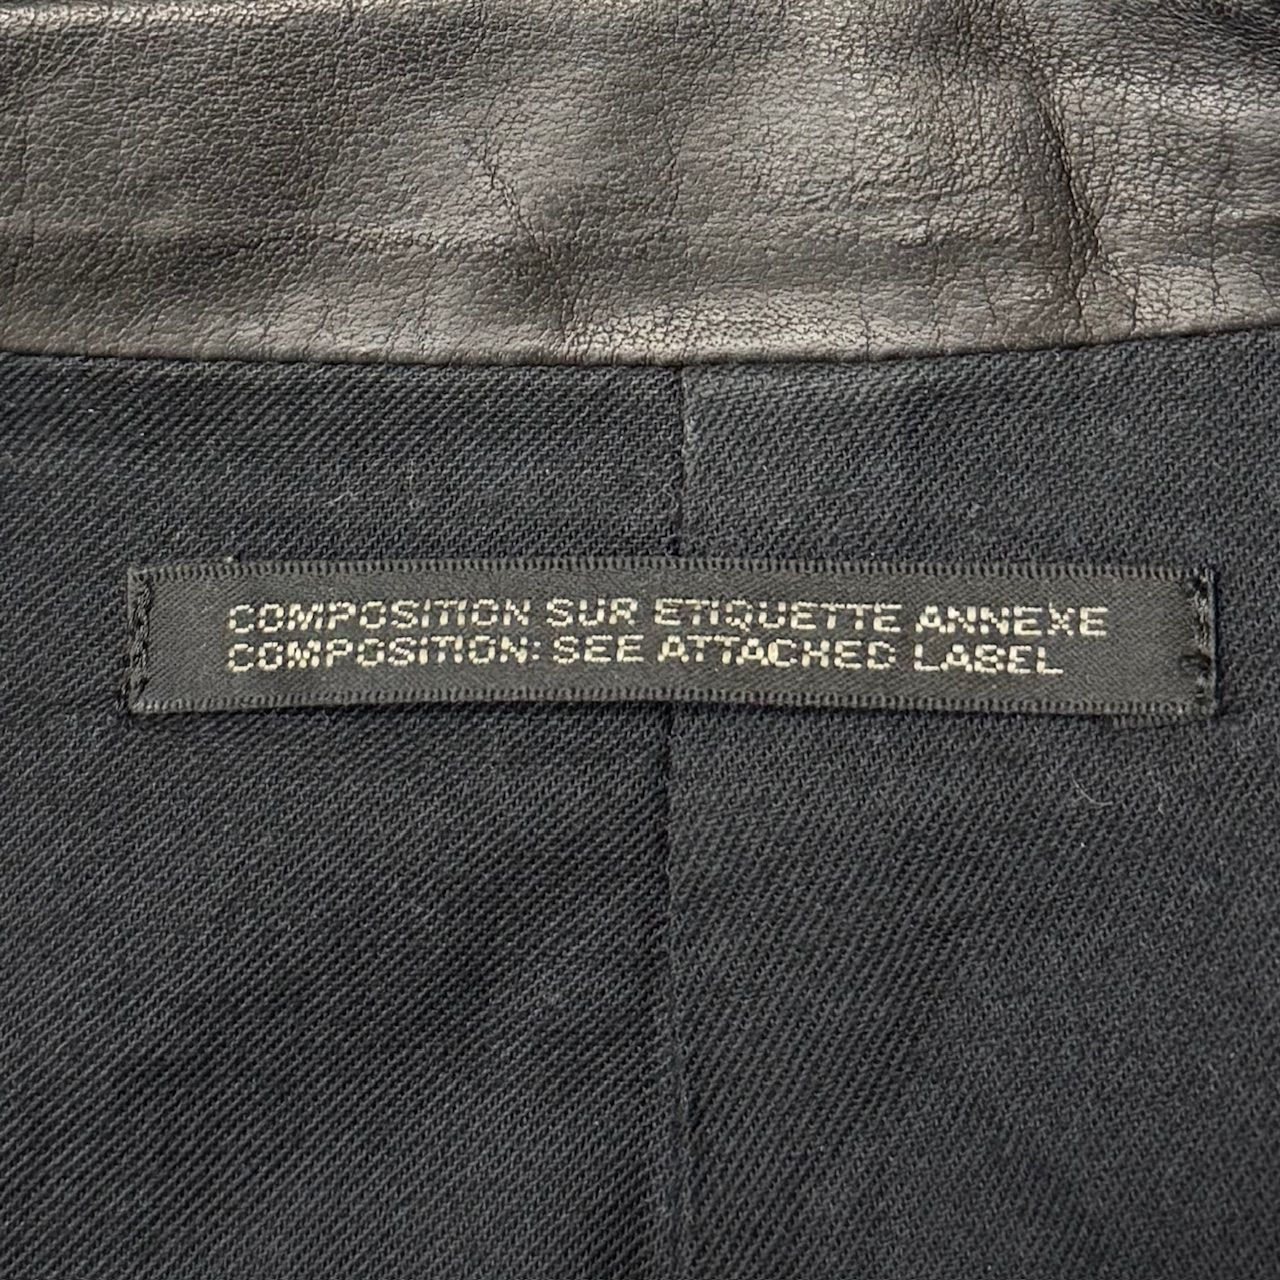 COMPOSITION SUR ETIQUETTE ANNEXE
COMPOSITION: SEE ATTACHED LABEL